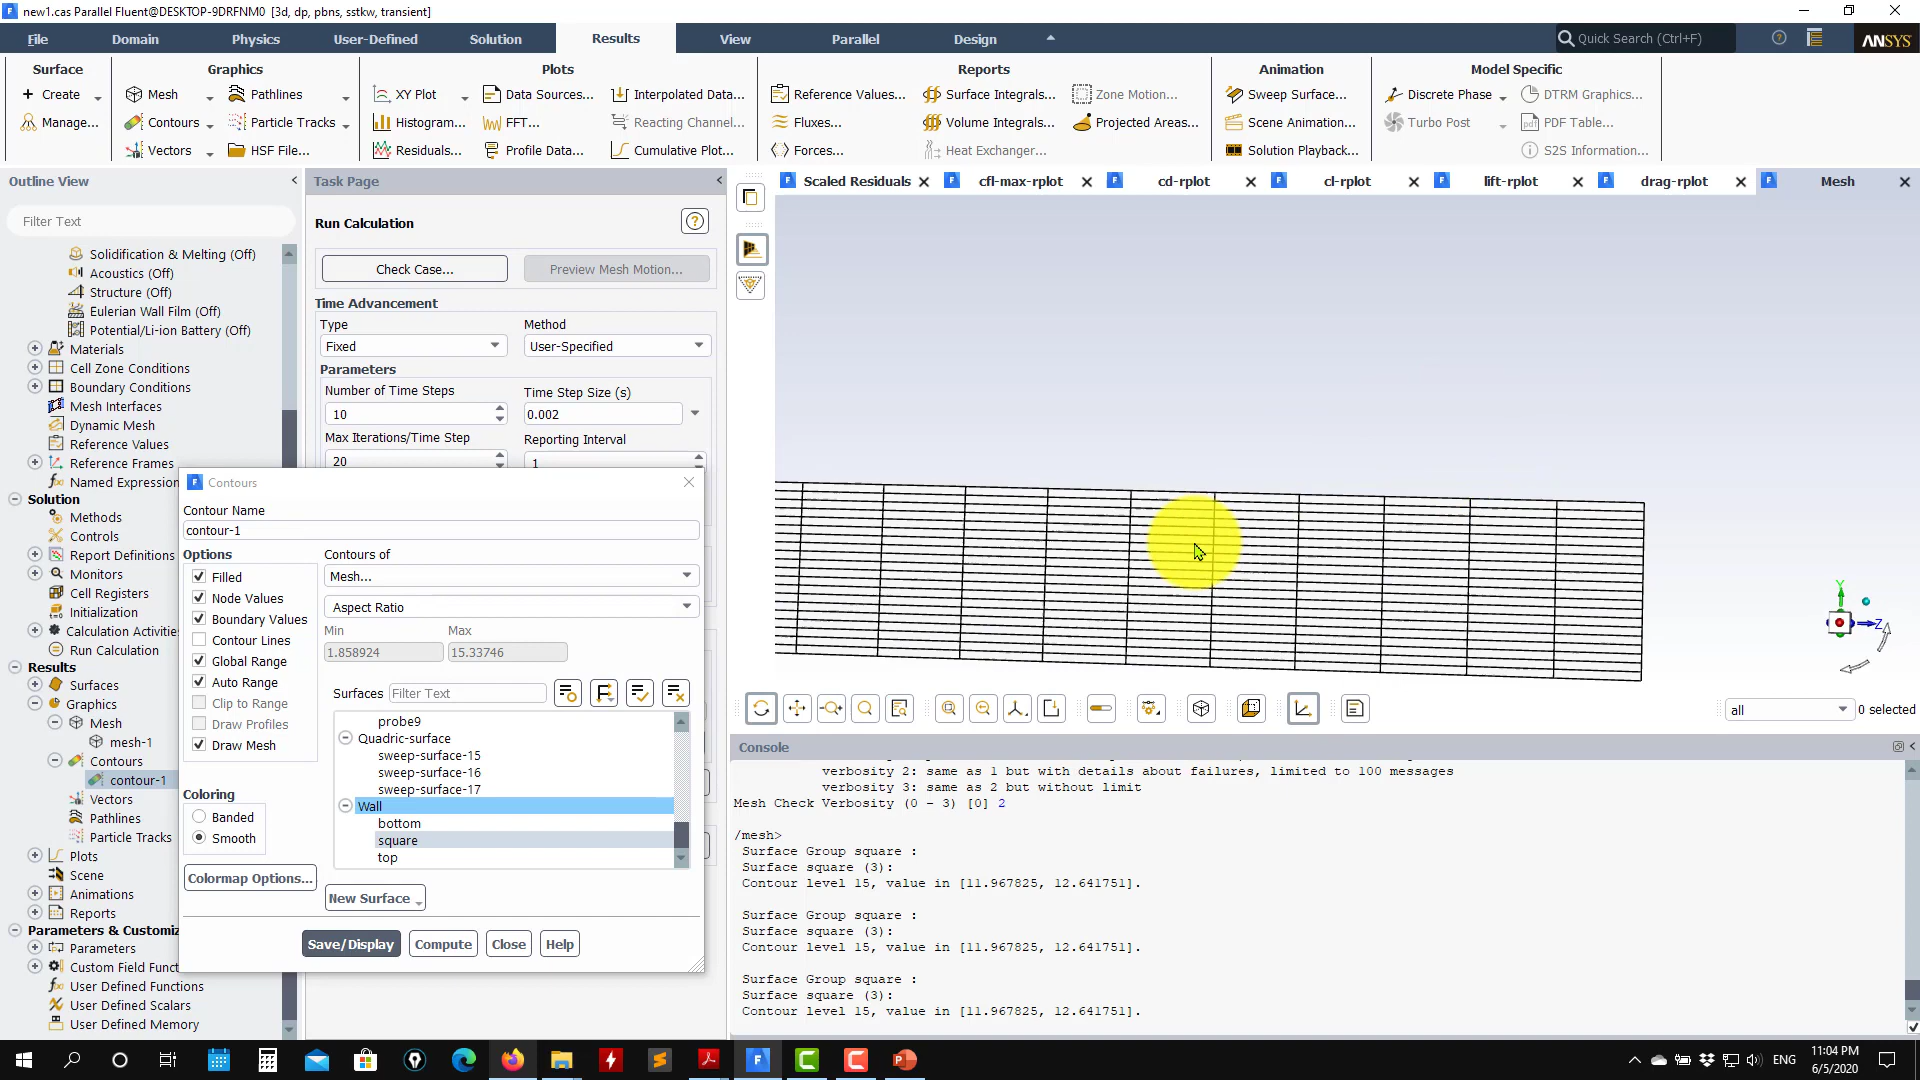 new1.cas Parallel Fluent@DESKTOP-9DRFNM0 [3d, dp, pbns, sstkw, transient]
File Domain Physics User-Defined Solution Results View Parallel Design Quick Search (Ctrl+F) ANSYS
Surface Graphics Plots Reports Animation Model Specific
Create Mesh Pathlines XY Plot Data Sources... Interpolated Data... Reference Values... Surface Integrals... Zone Motion... Sweep Surface... Discrete Phase DTRM Graphics...
Manage... Contours Particle Tracks Histogram... FFT... Reacting Channel... Fluxes... Volume Integrals... Projected Areas... Scene Animation... Turbo Post PDF Table...
Vectors HSF File... Residuals... Profile Data... Cumulative Plot... Forces... Heat Exchanger... Solution Playback... S2S Information...
Outline View
Filter Text
Solidification & Melting (Off)
Acoustics (Off)
Structure (Off)
Eulerian Wall Film (Off)
Potential/Li-ion Battery (Off)
Materials
Cell Zone Conditions
Boundary Conditions
Mesh Interfaces
Dynamic Mesh
Reference Values
Reference Frames
Named Expression
Solution
Methods
Controls
Report Definitions
Monitors
Cell Registers
Initialization
Calculation Activitie
Run Calculation
Results
Surfaces
Graphics
Mesh
mesh-1
Contours
contour-1
Vectors
Pathlines
Particle Tracks
Plots
Scene
Animations
Reports
Parameters & Customiz
Parameters
Custom Field Funct
User Defined Functions
User Defined Scalars
User Defined Memory
Task Page
Run Calculation
Check Case... Preview Mesh Motion...
Time Advancement
Type Method
Fixed User-Specified
Parameters
Number of Time Steps Time Step Size (s)
10 0.002
Max Iterations/Time Step Reporting Interval
20 1
Contours
Contour Name
contour-1
Options
Filled
Node Values
Boundary Values
Contour Lines
Global Range
Auto Range
Clip to Range
Draw Profiles
Draw Mesh
Coloring
Banded
Smooth
Colormap Options...
Contours of
Mesh...
Aspect Ratio
Min Max
1.858924 15.33746
Surfaces Filter Text
probe9
Quadric-surface
sweep-surface-15
sweep-surface-16
sweep-surface-17
Wall
bottom
square
top
New Surface
Save/Display Compute Close Help
Scaled Residuals cfl-max-rplot cd-rplot cl-rplot lift-rplot drag-rplot Mesh
Y
Z
all 0 selected
Console
verbosity 2: same as 1 but with details about failures, limited to 100 messages
verbosity 3: same as 2 but without limit
Mesh Check Verbosity (0 - 3) [0] 2
/mesh>
Surface Group square :
Surface square (3):
Contour level 15, value in [11.967825, 12.641751].
Surface Group square :
Surface square (3):
Contour level 15, value in [11.967825, 12.641751].
Surface Group square :
Surface square (3):
Contour level 15, value in [11.967825, 12.641751].
ENG
11:04 PM
6/5/2020